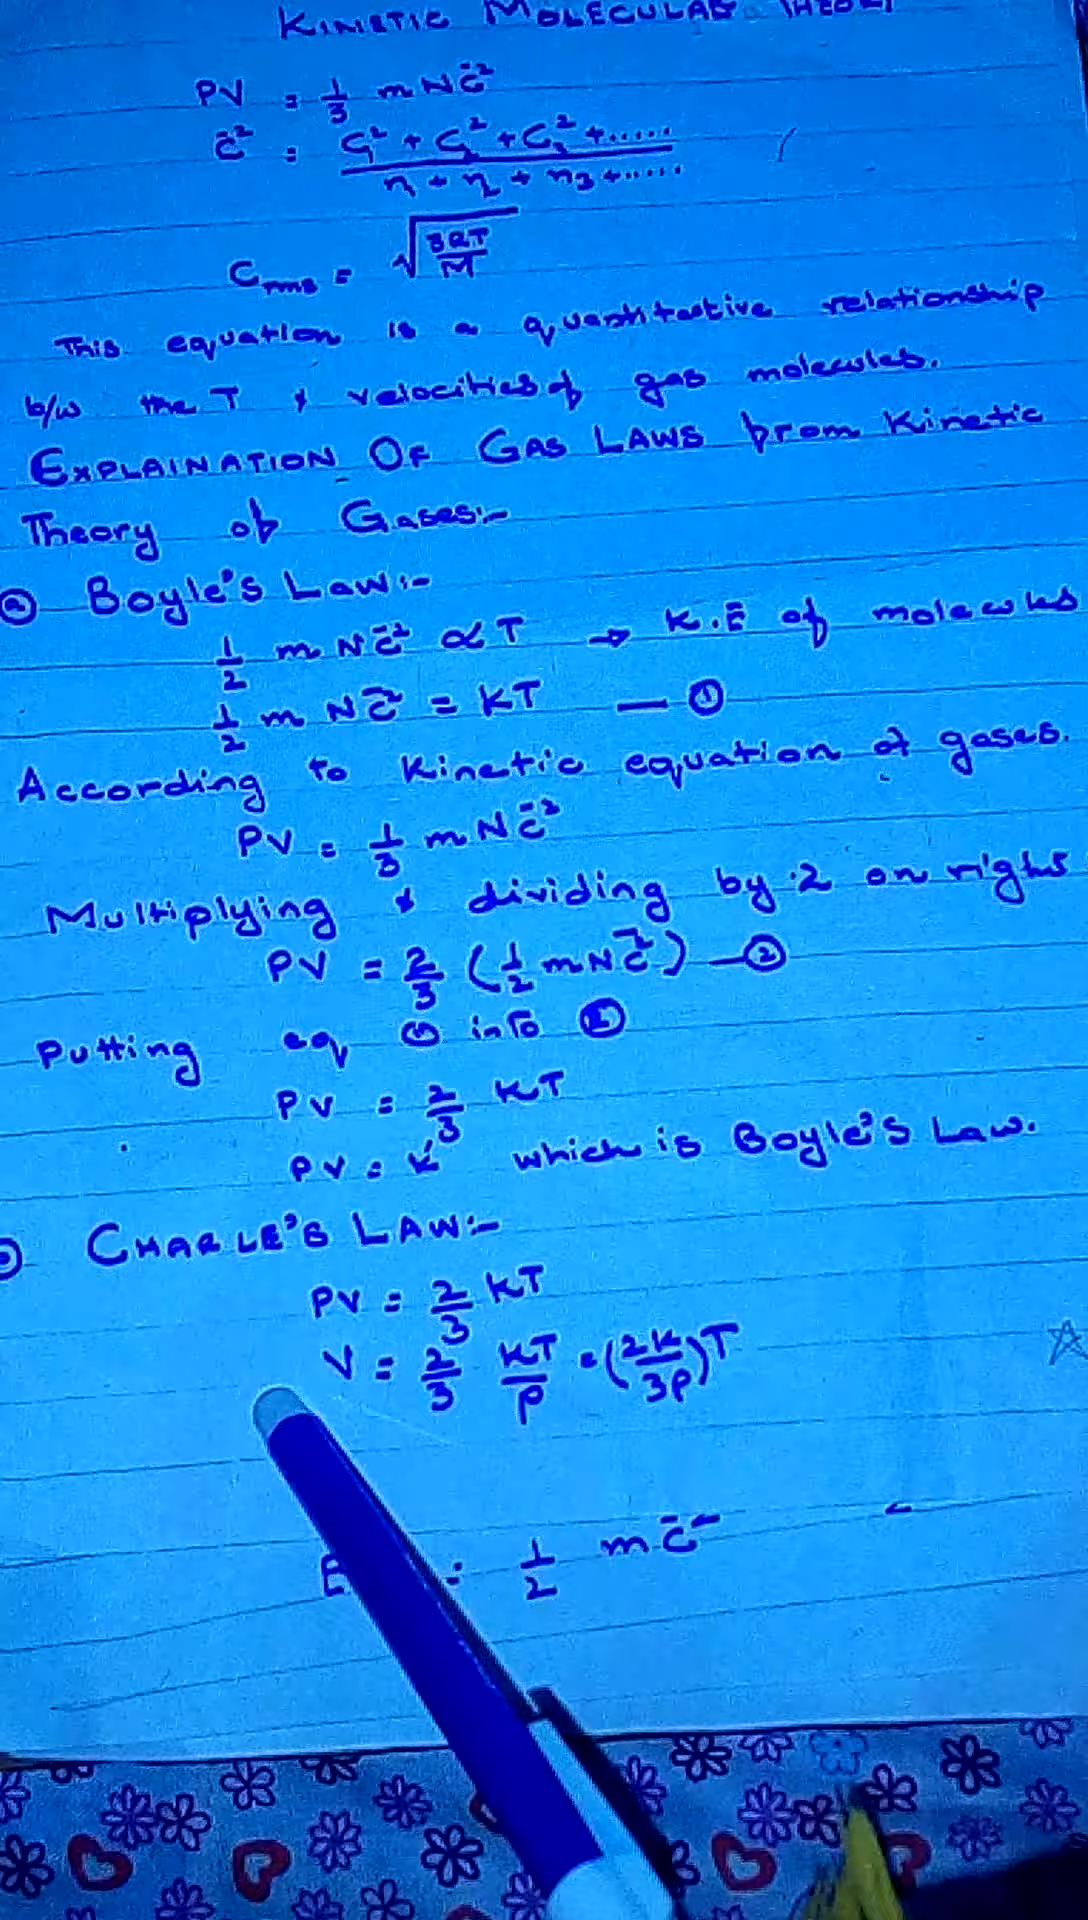 KINETIC MOLECULAR THEORY
PV = 1/3 mNc̄²
c̄² = C₁² + C₂² + C₃² + ..... / n₁ + n₂ + n₃ + .....
Crms = √(3RT/M)
This equation is a quantitative relationship
b/w the T & velocities of gas molecules.
EXPLAINATION OF GAS LAWS from Kinetic
Theory of Gases:-
ⓐ Boyle's Law:-
1/2 mNc̄² ∝ T → K.E of molecules
1/2 mNc̄² = KT — ①
According to Kinetic equation of gases.
PV = 1/3 mNc̄²
Multiplying & dividing by 2 on right
PV = 2/3 (1/2 mNc̄²) — ②
Putting eq ① into ②
PV = 2/3 KT
PV = K' which is Boyle's Law.
CHARLE'S LAW:-
PV = 2/3 KT
V = 2/3 KT/P = (2K/3P)T
E = 1/2 mc̄